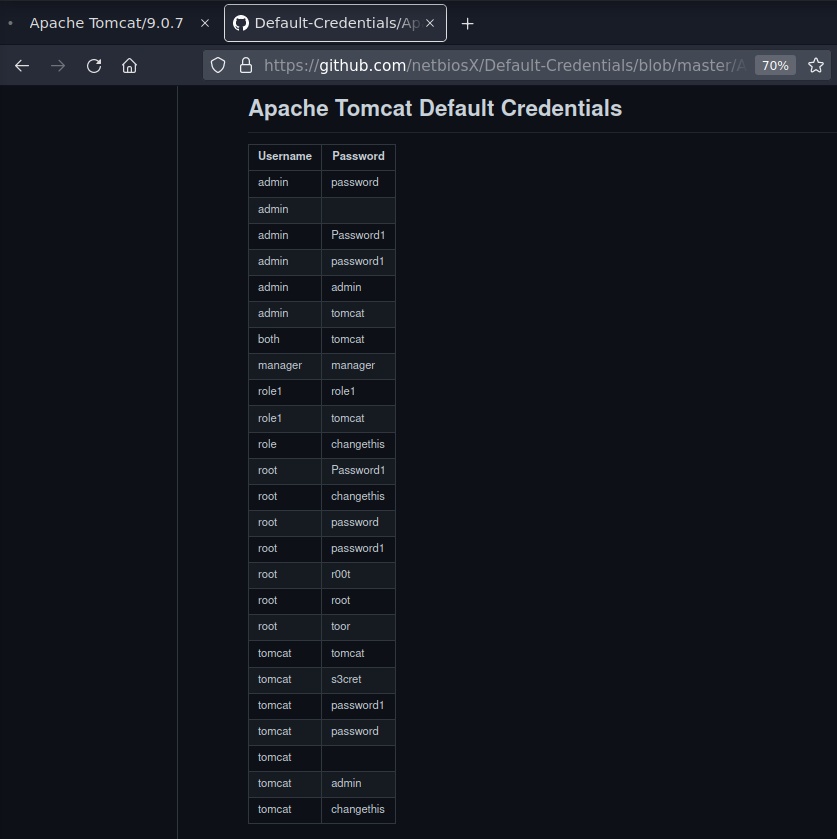 Apache Tomcat/9.0.7
Default-Credentials/Ap
https://github.com/netbiosX/Default-Credentials/blob/master/A 70%
Apache Tomcat Default Credentials
Username Password
admin password
admin
admin Password1
admin password1
admin admin
admin tomcat
both tomcat
manager manager
role1 role1
role1 tomcat
role changethis
root Password1
root changethis
root password
root password1
root r00t
root root
root toor
tomcat tomcat
tomcat s3cret
tomcat password1
tomcat password
tomcat
tomcat admin
tomcat changethis